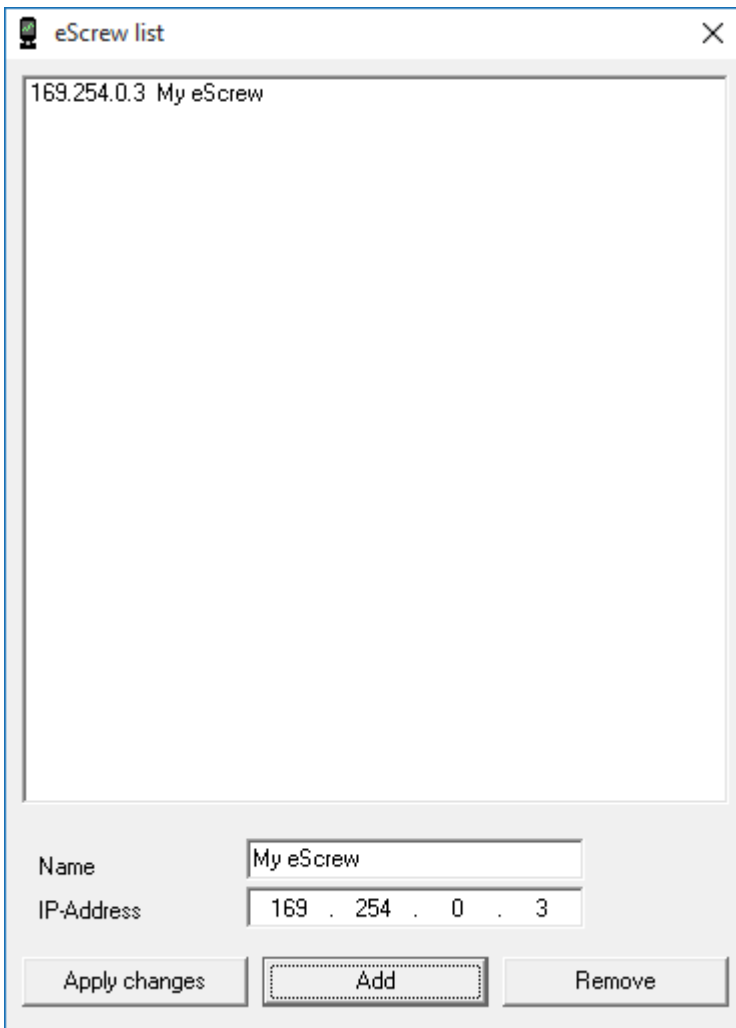 eScrew list
169.254.0.3 My eScrew
Name My eScrew
IP-Address 169 . 254 . 0 . 3
Apply changes Add Remove